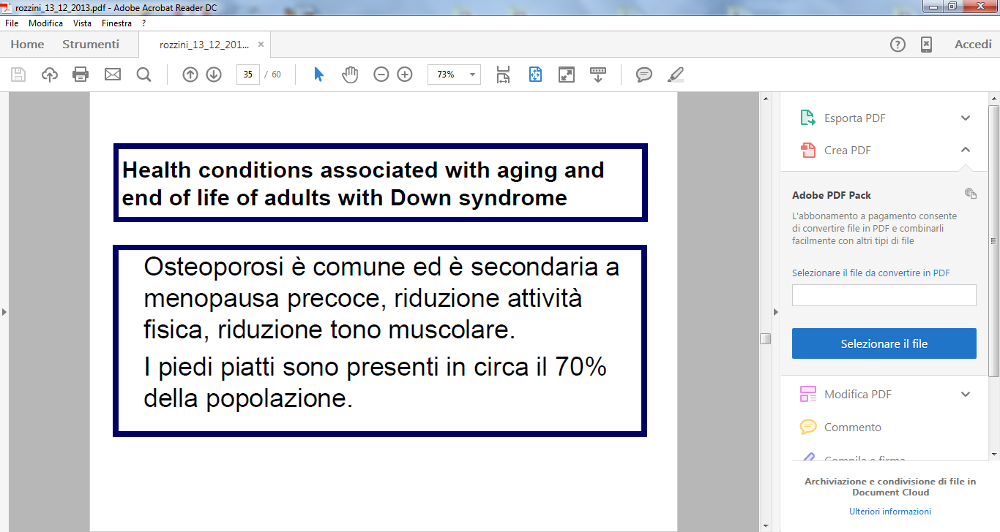 rozzini_13_12_2013.pdf - Adobe Acrobat Reader DC
File Modifica Vista Finestra ?
Home Strumenti rozzini_13_12_201... × Accedi
35 / 60 73%
Health conditions associated with aging and
end of life of adults with Down syndrome
Osteoporosi è comune ed è secondaria a
menopausa precoce, riduzione attività
fisica, riduzione tono muscolare.
I piedi piatti sono presenti in circa il 70%
della popolazione.
Esporta PDF
Crea PDF
Adobe PDF Pack
L'abbonamento a pagamento consente
di convertire file in PDF e combinarli
facilmente con altri tipi di file
Selezionare il file da convertire in PDF
Selezionare il file
Modifica PDF
Commento
Compila e firma
Archiviazione e condivisione di file in
Document Cloud
Ulteriori informazioni